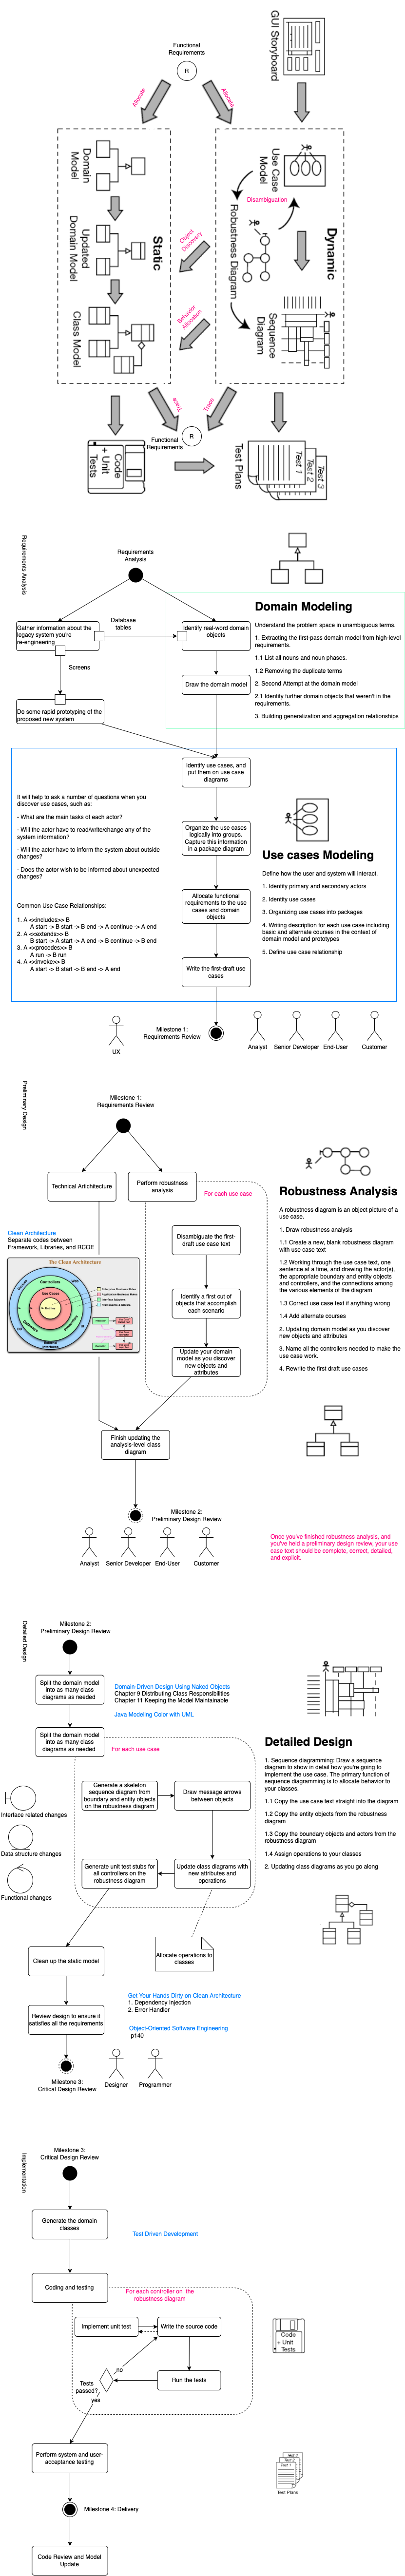 GUI Storyboard
Functional
Requirements
R
Allocate
Allocate
Domain
Model
Updated
Domain Model
Class Model
Static
Object
Discovery
Behavior
Allocation
Use Case
Model
Disambiguation
Robustness Diagram
Dynamic
Sequence
Diagram
Trace
Trace
Functional
Requirements
R
Code
+ Unit
Tests
Test Plans
Test 1
Test 2
Test 3
Requirements Analysis
Requirements
Analysis
Gather information about the
legacy system you're
re-engineering
Database
tables
Identify real-word domain
objects
Screens
Draw the domain model
Do some rapid prototyping of the
proposed new system
Domain Modeling
Understand the problem space in unambiguous terms.
1. Extracting the first-pass domain model from high-level
requirements.
1.1 List all nouns and noun phases.
1.2 Removing the duplicate terms
2. Second Attempt at the domain model
2.1 Identify further domain objects that weren't in the
requirements.
3. Building generalization and aggregation relationships
Identify use cases, and
put them on use case
diagrams
It will help to ask a number of questions when you
discover use cases, such as:
- What are the main tasks of each actor?
- Will the actor have to read/write/change any of the
system information?
- Will the actor have to inform the system about outside
changes?
- Does the actor wish to be informed about unexpected
changes?
Common Use Case Relationships:
1. A <<includes>> B
A start -> B start -> B end -> A continue -> A end
2. A <<extends>> B
B start -> A start -> A end -> B continue -> B end
3. A <<procedes>> B
A run -> B run
4. A <<invoke>> B
A start -> B start -> B end -> A end
Organize the use cases
logically into groups.
Capture this information
in a package diagram
Allocate functional
requirements to the use
cases and domain
objects
Write the first-draft use
cases
Use cases Modeling
Define how the user and system will interact.
1. Identify primary and secondary actors
2. Identity use cases
3. Organizing use cases into packages
4. Writing description for each use cases including
basic and alternate courses in the context of
domain model and prototypes
5. Define use case relationship
UX
Milestone 1:
Requirements Review
Analyst
Senior Developer
End-User
Customer
Preliminary Design
Milestone 1:
Requirements Review
Technical Artichitecture
Perform robustness
analysis
For each use case
Clean Architecture
Separate codes between
Framework, Libraries, and RCOE
The Clean Architecture
Controllers
Use Cases
Entities
Enterprise Business Rules
Application Business Rules
Interface Adapters
Frameworks & Drivers
Disambiguate the first-
draft use case text
Identify a first cut of
objects that accomplish
each scenario
Update your domain
model as you discover
new objects and
attributes
Finish updating the
analysis-level class
diagram
Robustness Analysis
A robustness diagram is an object picture of a
use case.
1. Draw robustness analysis
1.1 Create a new, blank robustness diagram
with use case text
1.2 Working through the use case text, one
sentence at a time, and drawing the actor(s),
the appropriate boundary and entity objects
and controllers, and the connections among
the various elements of the diagram
1.3 Correct use case text if anything wrong
1.4 Add alternate courses
2. Updating domain model as you discover
new objects and attributes
3. Name all the controllers needed to make the
use case work.
4. Rewrite the first draft use cases
Milestone 2:
Preliminary Design Review
Analyst
Senior Developer
End-User
Customer
Once you've finished robustness analysis, and
you've held a preliminary design review, your use
case text should be complete, correct, detailed,
and explicit.
Detailed Design
Milestone 2:
Preliminary Design Review
Split the domain model
into as many class
diagrams as needed
Domain-Driven Design Using Naked Objects
Chapter 9 Distributing Class Responsibilities
Chapter 11 Keeping the Model Maintainable
Java Modeling Color with UML
Split the domain model
into as many class
diagrams as needed
For each use case
Interface related changes
Data structure changes
Functional changes
Generate a skeleton
sequence diagram from
boundary and entity objects
on the robustness diagram
Draw message arrows
between objects
Generate unit test stubs for
all controllers on the
robustness diagram
Update class diagrams with
new attributes and
operations
Allocate operations to
classes
Clean up the static model
Review design to ensure it
satisfies all the requirements
Get Your Hands Dirty on Clean Architecture
1. Dependency Injection
2. Error Handler
Object-Oriented Software Engineering
p140
Milestone 3:
Critical Design Review
Designer
Programmer
Detailed Design
1. Sequence diagramming: Draw a sequence
diagram to show in detail how you're going to
implement the use case. The primary function of
sequence diagramming is to allocate behavior to
your classes.
1.1 Copy the use case text straight into the diagram
1.2 Copy the entity objects from the robustness
diagram
1.3 Copy the boundary objects and actors from the
robustness diagram
1.4 Assign operations to your classes
2. Updating class diagrams as you go along
Implementation
Milestone 3:
Critical Design Review
Generate the domain
classes
Test Driven Development
Coding and testing
For each controller on the
robustness diagram
Implement unit test
Write the source code
no
Tests
passed?
Run the tests
yes
Code
+ Unit
Tests
Perform system and user-
acceptance testing
Test 3
Test 2
Test 1
Test Plans
Milestone 4: Delivery
Code Review and Model
Update